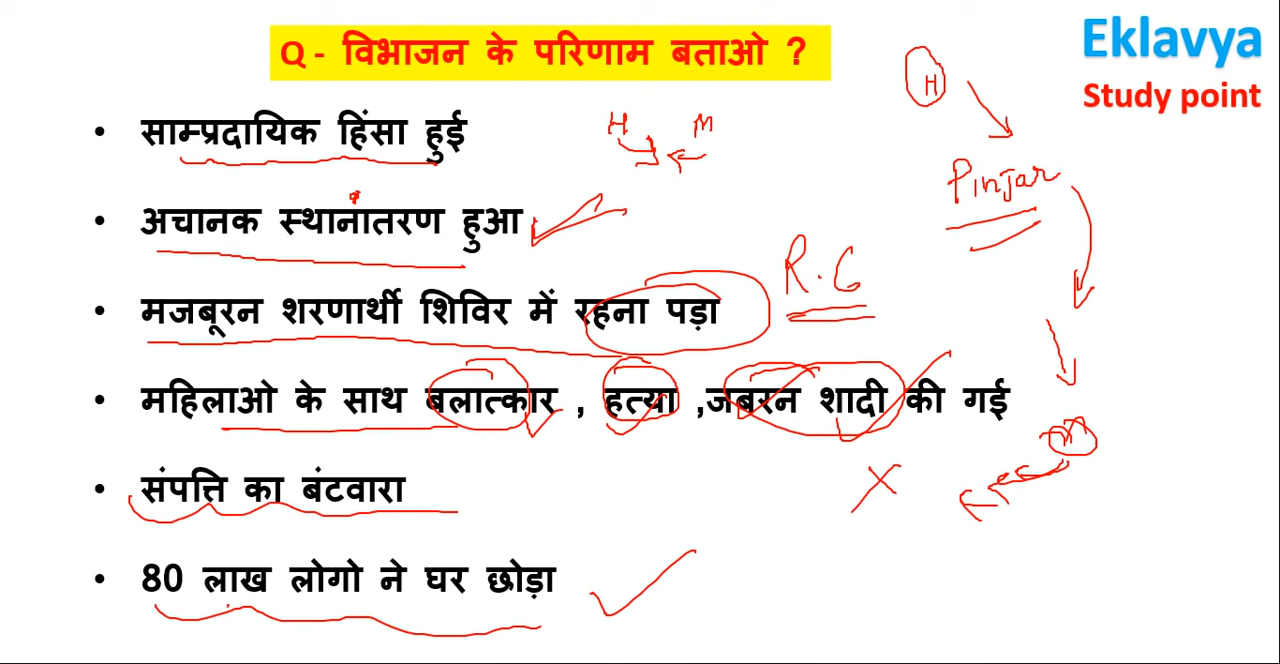 Q - विभाजन के परिणाम बताओ ?
Eklavya
Study point
H
• साम्प्रदायिक हिंसा हुई
H M
Pinjar
• अचानक स्थानांतरण हुआ
R.C
• मजबूरन शरणार्थी शिविर में रहना पड़ा
महिलाओ के साथ बलात्कार , हत्या ,जबरन शादी की गई
• संपत्ति का बंटवारा
• 80 लाख लोगो ने घर छोड़ा